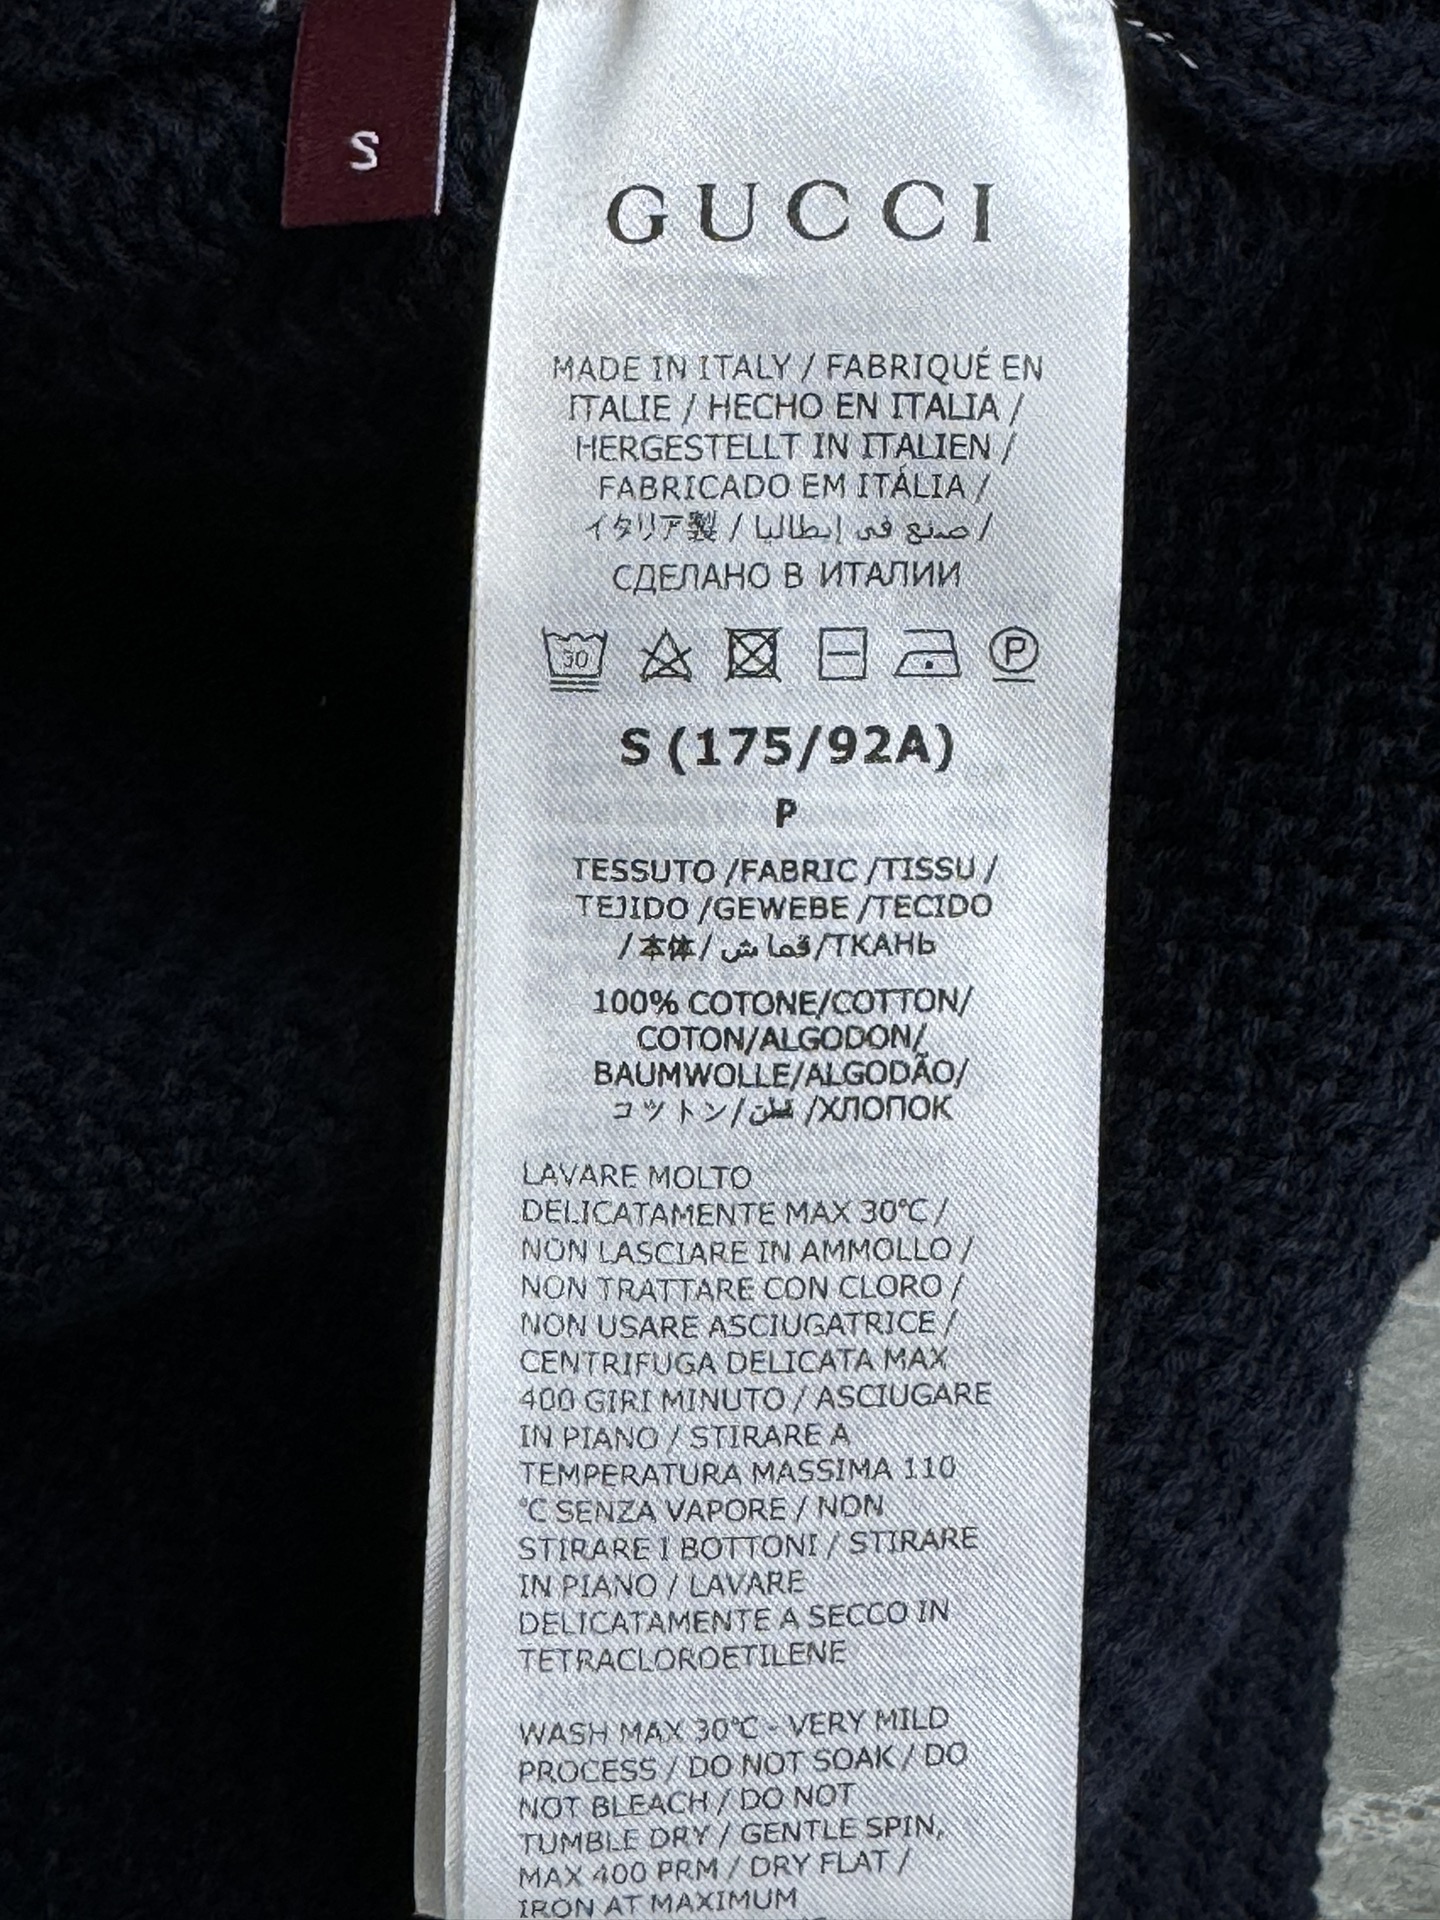 S
GUCCI
MADE IN ITALY / FABRIQUÉ EN
ITALIE / HECHO EN ITALIA /
HERGESTELLT IN ITALIEN /
FABRICADO EM ITÁLIA /
イタリア製 / صنع في إيطاليا /
СДЕЛАНО В ИТАЛИИ
30 P
S (175/92A)
P
TESSUTO /FABRIC /TISSU /
TEJIDO /GEWEBE /TECIDO
/本体/ قماش/ТКАНЬ
100% COTONE/COTTON/
COTON/ALGODON/
BAUMWOLLE/ALGODÃO/
コットン/قطن /ХЛОПОК
LAVARE MOLTO
DELICATAMENTE MAX 30°C /
NON LASCIARE IN AMMOLLO /
NON TRATTARE CON CLORO /
NON USARE ASCIUGATRICE /
CENTRIFUGA DELICATA MAX
400 GIRI MINUTO / ASCIUGARE
IN PIANO / STIRARE A
TEMPERATURA MASSIMA 110
°C SENZA VAPORE / NON
STIRARE I BOTTONI / STIRARE
IN PIANO / LAVARE
DELICATAMENTE A SECCO IN
TETRACLOROETILENE
WASH MAX 30°C - VERY MILD
PROCESS / DO NOT SOAK / DO
NOT BLEACH / DO NOT
TUMBLE DRY / GENTLE SPIN,
MAX 400 PRM / DRY FLAT /
IRON AT MAXIMUM